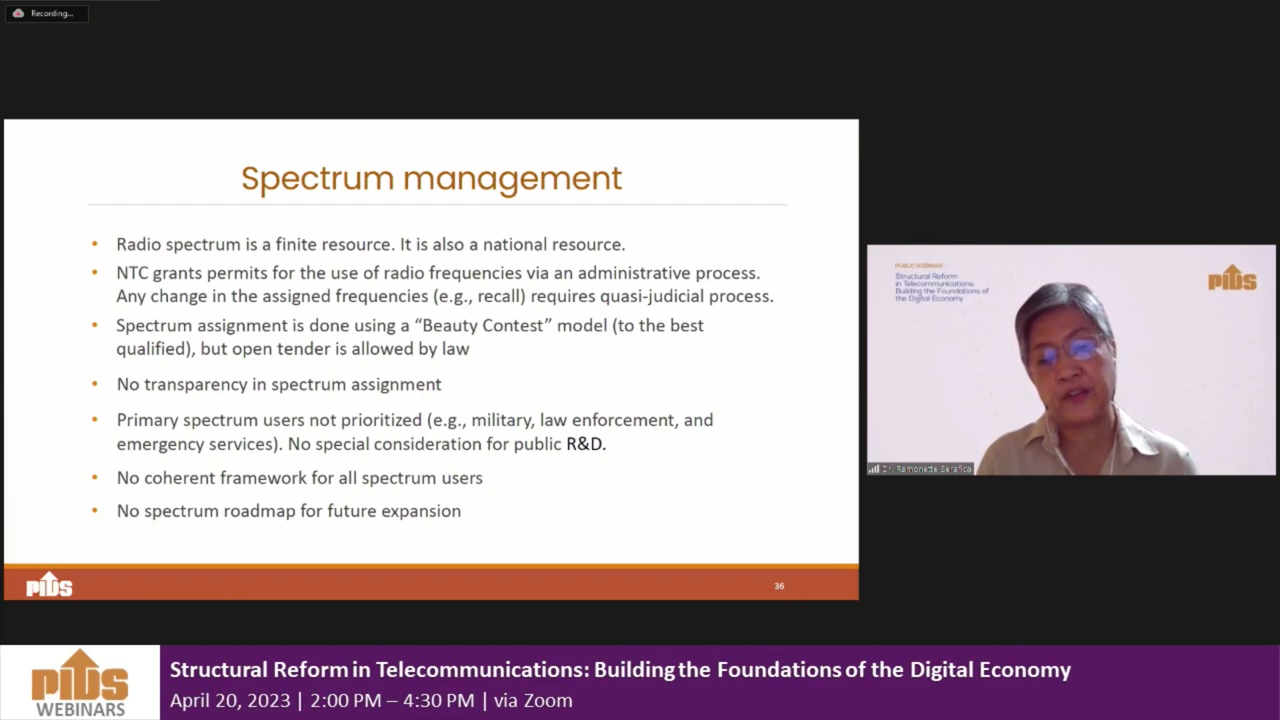 Recording...
Spectrum management
• Radio spectrum is a finite resource. It is also a national resource.
• NTC grants permits for the use of radio frequencies via an administrative process.
Any change in the assigned frequencies (e.g., recall) requires quasi-judicial process.
• Spectrum assignment is done using a “Beauty Contest” model (to the best
qualified), but open tender is allowed by law
• No transparency in spectrum assignment
• Primary spectrum users not prioritized (e.g., military, law enforcement, and
emergency services). No special consideration for public R&D.
• No coherent framework for all spectrum users
• No spectrum roadmap for future expansion
PIDS
36
PUBLIC WEBINAR
Structural Reform
in Telecommunications:
Building the Foundations of
the Digital Economy
PIDS
Dr. Ramonette Serafica
PIDS
WEBINARS
Structural Reform in Telecommunications: Building the Foundations of the Digital Economy
April 20, 2023 | 2:00 PM – 4:30 PM | via Zoom